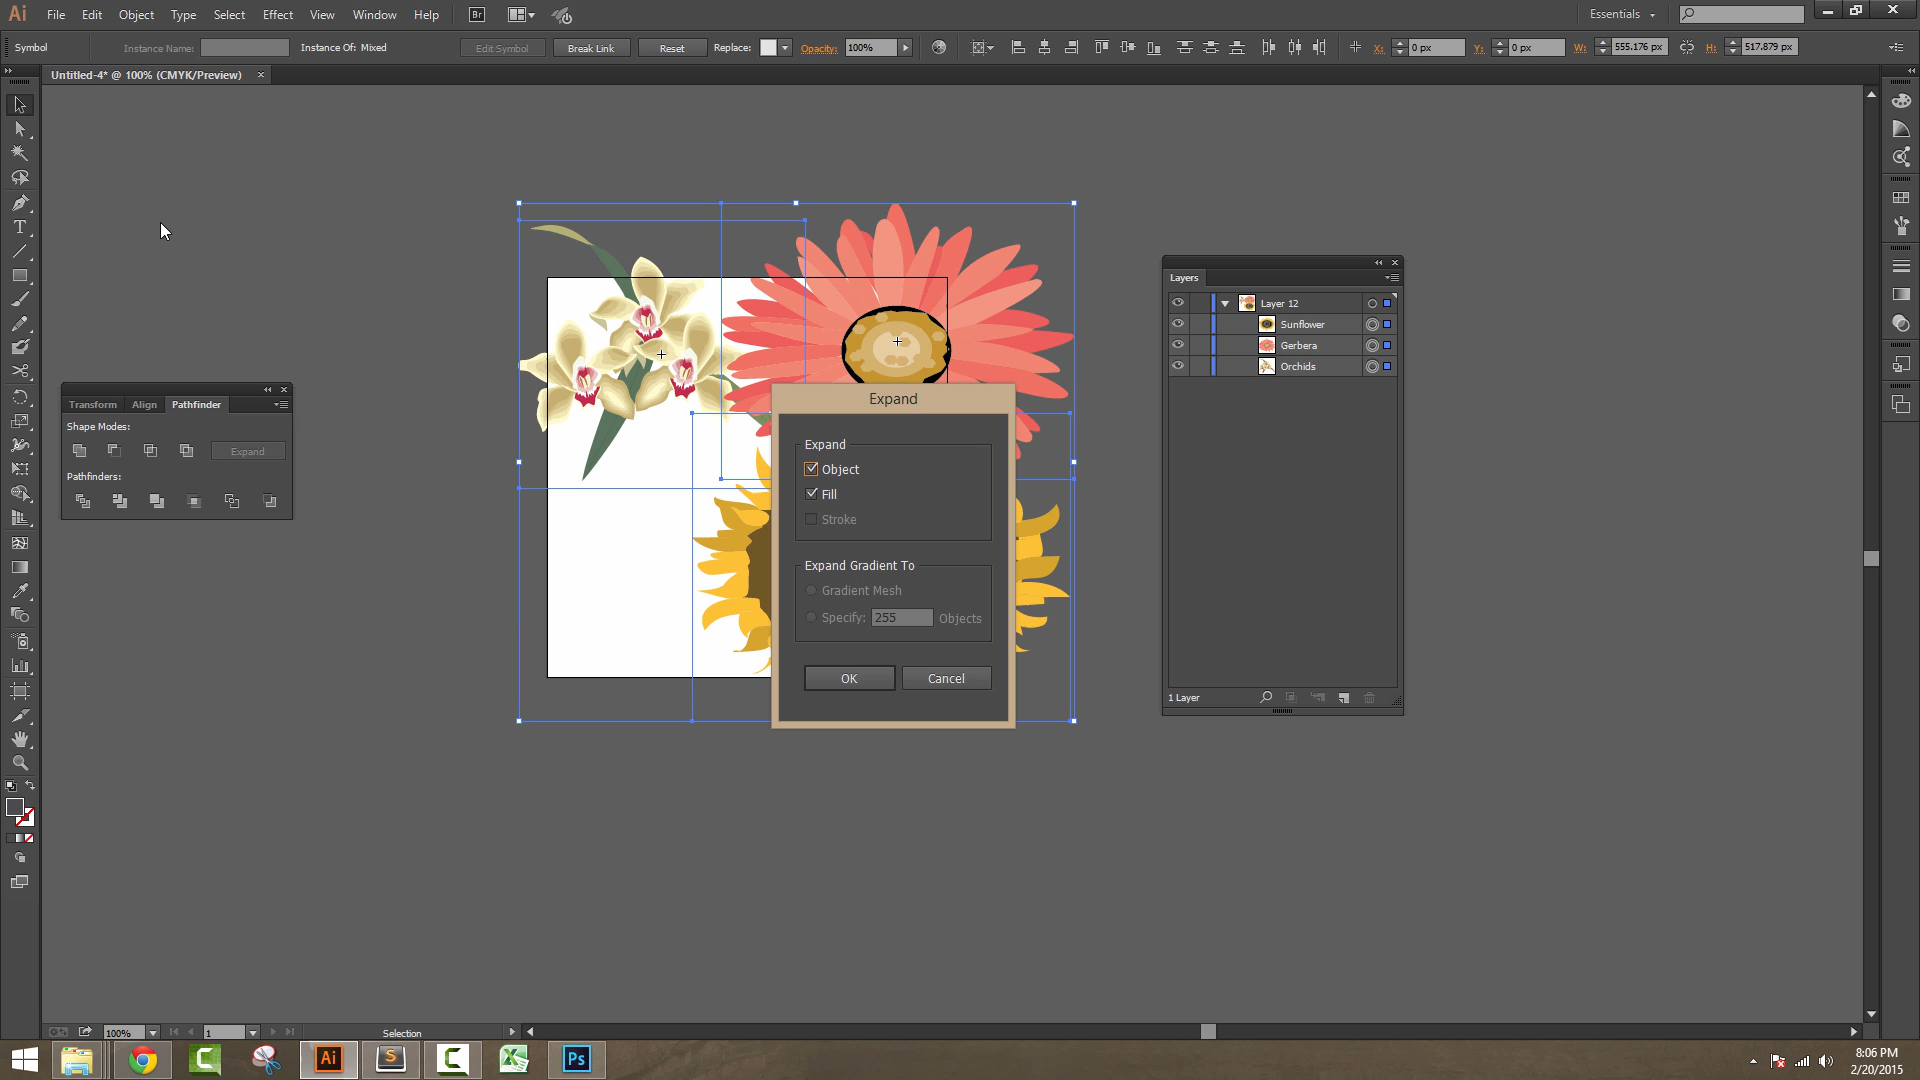 Ai File Edit Object Type Select Effect View Window Help Br Essentials
Symbol Instance Name: Instance Of: Mixed Edit Symbol Break Link Reset Replace: Opacity: 100% X: 0 px Y: 0 px W: 555.176 px H: 517.879 px
Untitled-4* @ 100% (CMYK/Preview)
Layers
Layer 12
Sunflower
Gerbera
Orchids
1 Layer
Transform Align Pathfinder
Shape Modes:
Expand
Pathfinders:
Expand
Expand
Object
Fill
Stroke
Expand Gradient To
Gradient Mesh
Specify: 255 Objects
OK Cancel
T
100% 1 Selection
Ai S Ps
8:06 PM
2/20/2015